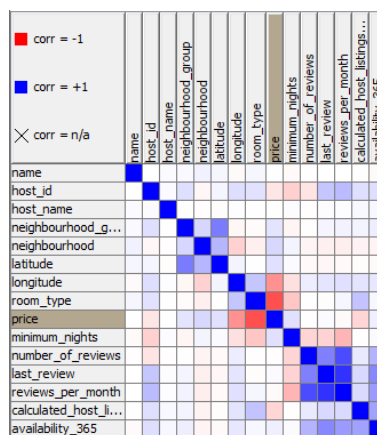 corr = -1
corr = +1
corr = n/a
name
host_id
host_name
neighbourhood_group
neighbourhood
latitude
longitude
room_type
price
minimum_nights
number_of_reviews
last_review
reviews_per_month
calculated_host_listings...
availability_365
name
host_id
host_name
neighbourhood_g...
neighbourhood
latitude
longitude
room_type
price
minimum_nights
number_of_reviews
last_review
reviews_per_month
calculated_host_li...
availability_365